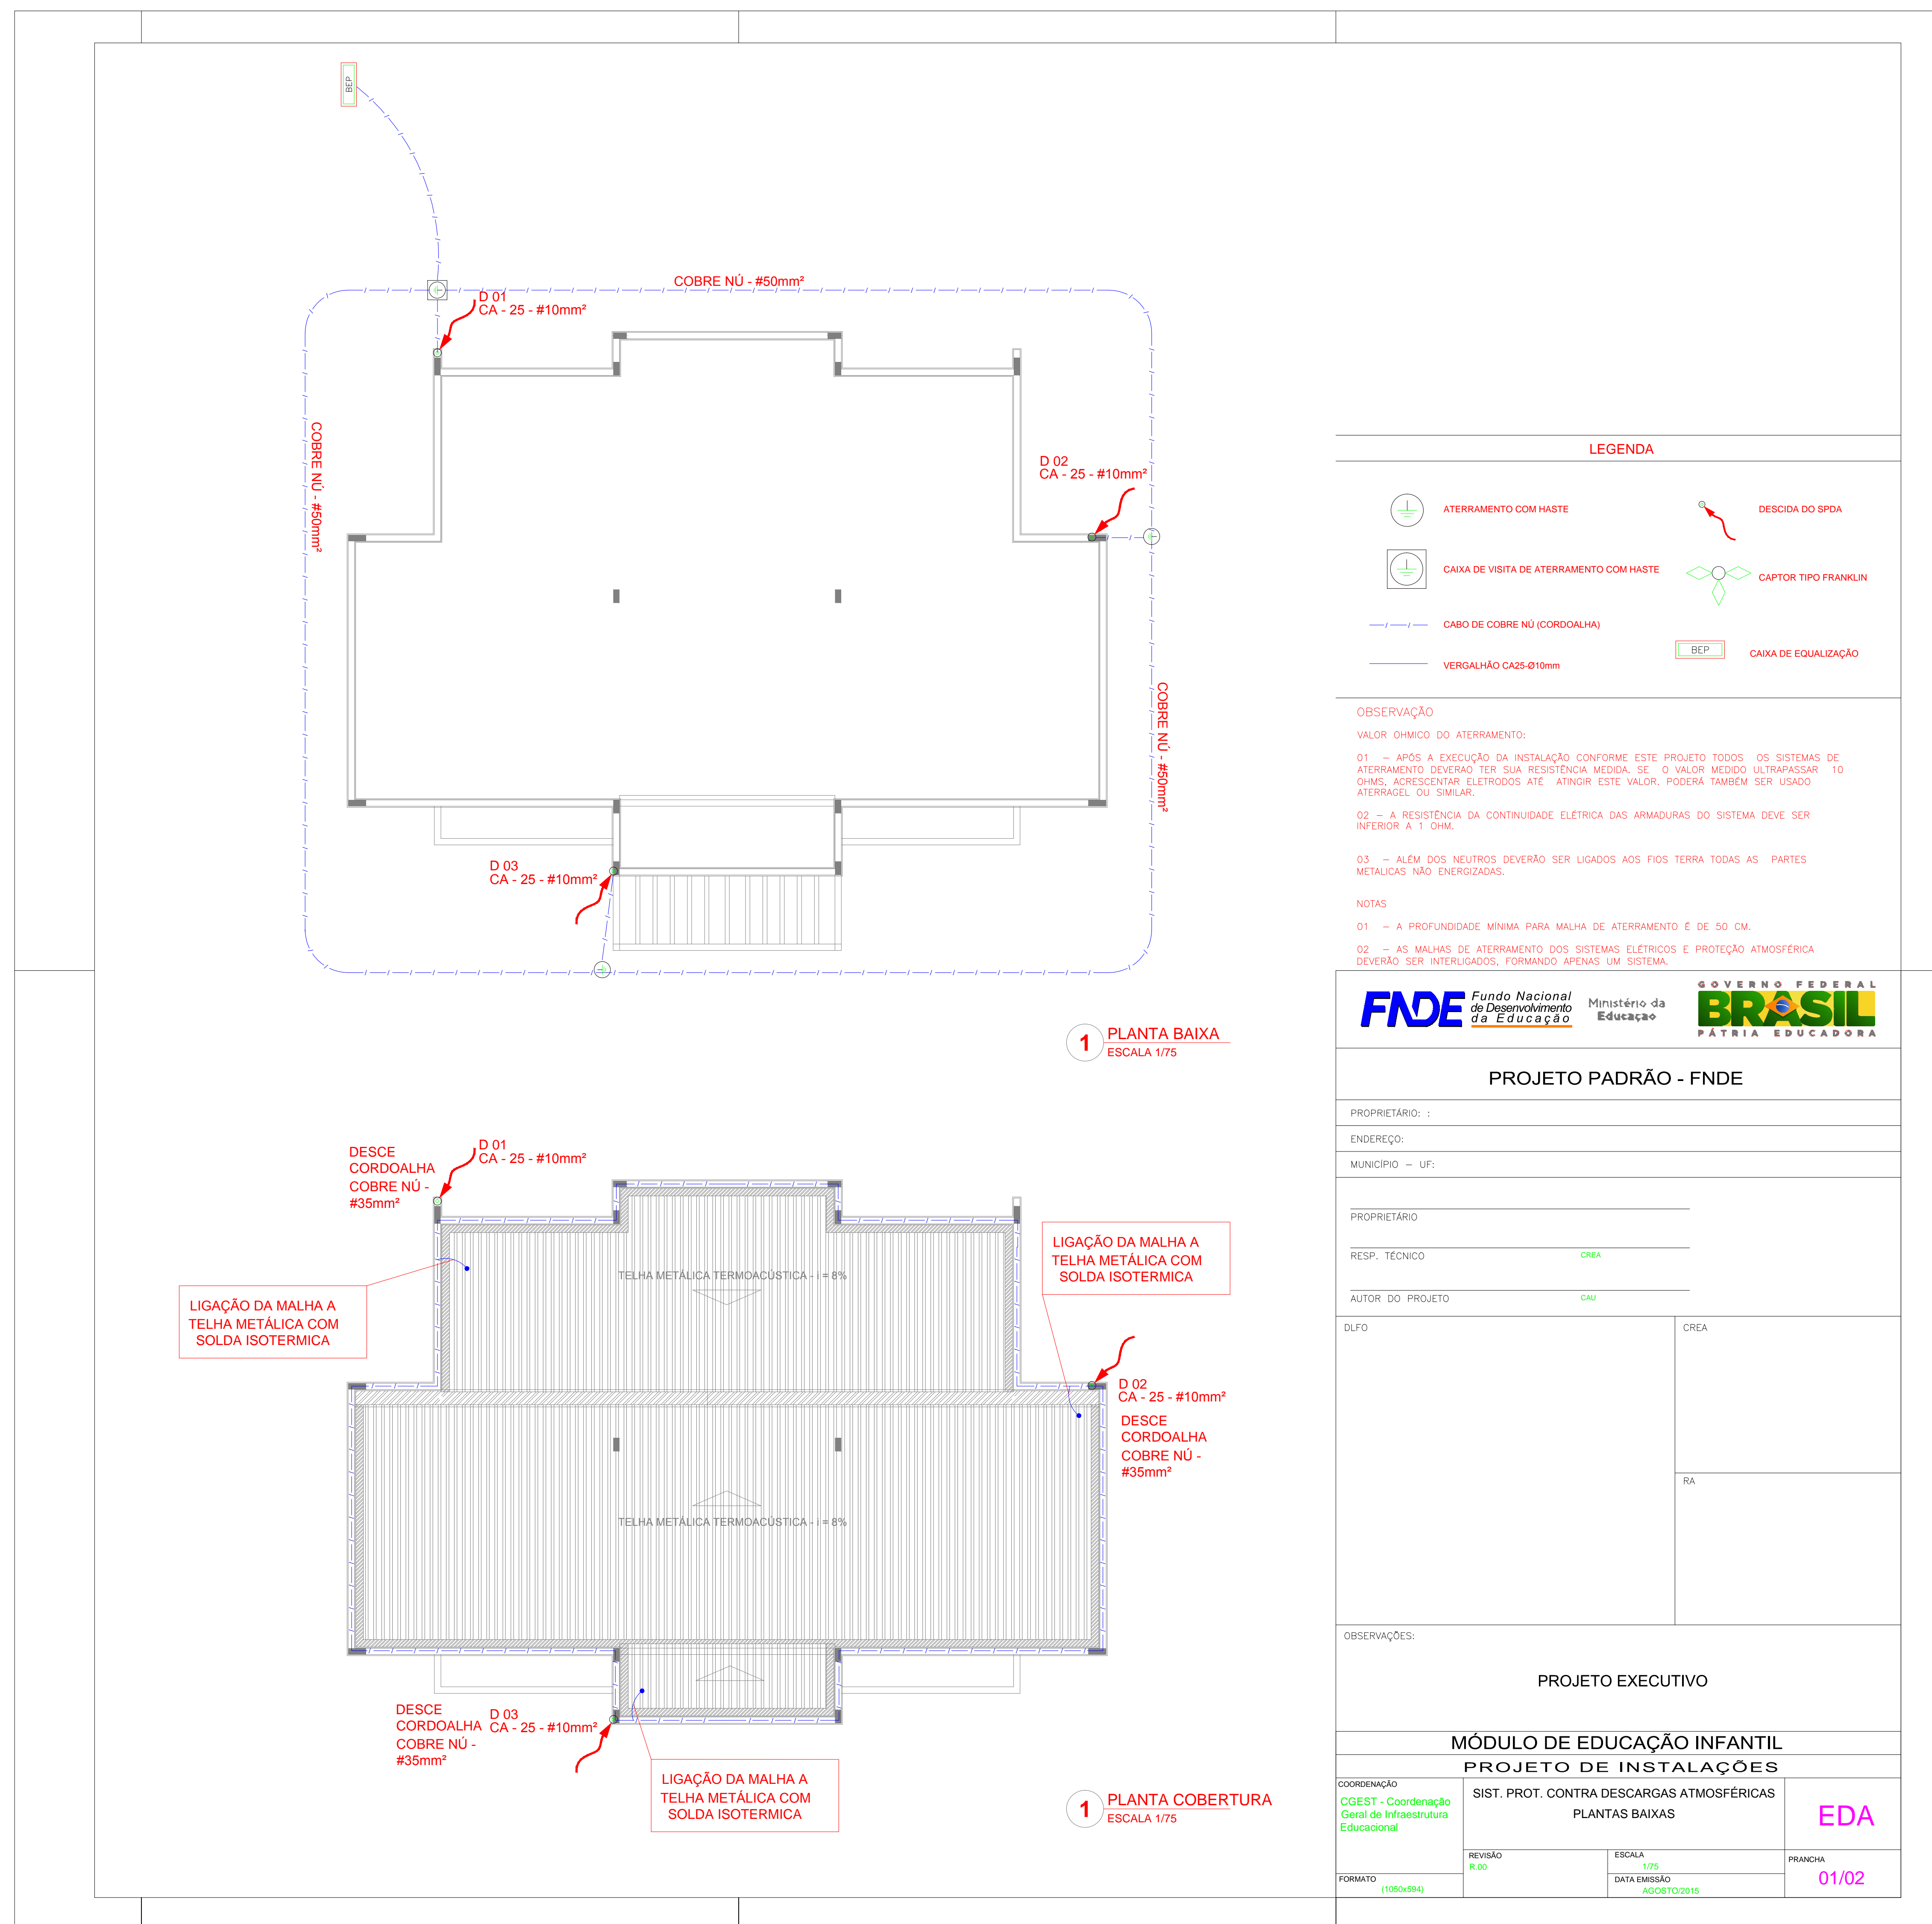 BEP
COBRE NÚ - #50mm²
D 01
CA - 25 - #10mm²
COBRE NÚ - #50mm²
D 02
CA - 25 - #10mm²
COBRE NÚ - #50mm²
D 03
CA - 25 - #10mm²
1
PLANTA BAIXA
ESCALA 1/75
DESCE
CORDOALHA
COBRE NÚ -
#35mm²
D 01
CA - 25 - #10mm²
LIGAÇÃO DA MALHA A
TELHA METÁLICA COM
SOLDA ISOTERMICA
TELHA METÁLICA TERMOACÚSTICA - i = 8%
LIGAÇÃO DA MALHA A
TELHA METÁLICA COM
SOLDA ISOTERMICA
D 02
CA - 25 - #10mm²
DESCE
CORDOALHA
COBRE NÚ -
#35mm²
TELHA METÁLICA TERMOACÚSTICA - i = 8%
DESCE
CORDOALHA
COBRE NÚ -
#35mm²
D 03
CA - 25 - #10mm²
LIGAÇÃO DA MALHA A
TELHA METÁLICA COM
SOLDA ISOTERMICA
1
PLANTA COBERTURA
ESCALA 1/75
LEGENDA
ATERRAMENTO COM HASTE
DESCIDA DO SPDA
CAIXA DE VISITA DE ATERRAMENTO COM HASTE
CAPTOR TIPO FRANKLIN
CABO DE COBRE NÚ (CORDOALHA)
BEP
CAIXA DE EQUALIZAÇÃO
VERGALHÃO CA25-Ø10mm
OBSERVAÇÃO
VALOR OHMICO DO ATERRAMENTO:
01 – APÓS A EXECUÇÃO DA INSTALAÇÃO CONFORME ESTE PROJETO TODOS OS SISTEMAS DE
ATERRAMENTO DEVERAO TER SUA RESISTÊNCIA MEDIDA. SE O VALOR MEDIDO ULTRAPASSAR 10
OHMS, ACRESCENTAR ELETRODOS ATÉ ATINGIR ESTE VALOR. PODERÁ TAMBÉM SER USADO
ATERRAGEL OU SIMILAR.
02 – A RESISTÊNCIA DA CONTINUIDADE ELÉTRICA DAS ARMADURAS DO SISTEMA DEVE SER
INFERIOR A 1 OHM.
03 – ALÉM DOS NEUTROS DEVERÃO SER LIGADOS AOS FIOS TERRA TODAS AS PARTES
METALICAS NÃO ENERGIZADAS.
NOTAS
01 – A PROFUNDIDADE MÍNIMA PARA MALHA DE ATERRAMENTO É DE 50 CM.
02 – AS MALHAS DE ATERRAMENTO DOS SISTEMAS ELÉTRICOS E PROTEÇÃO ATMOSFÉRICA
DEVERÃO SER INTERLIGADOS, FORMANDO APENAS UM SISTEMA.
FNDE
Fundo Nacional
de Desenvolvimento
da Educação
Ministério da
Educação
GOVERNO FEDERAL
BRASIL
PÁTRIA EDUCADORA
PROJETO PADRÃO - FNDE
PROPRIETÁRIO: :
ENDEREÇO:
MUNICÍPIO – UF:
PROPRIETÁRIO
RESP. TÉCNICO CREA
AUTOR DO PROJETO CAU
DLFO
CREA
RA
OBSERVAÇÕES:
PROJETO EXECUTIVO
MÓDULO DE EDUCAÇÃO INFANTIL
PROJETO DE INSTALAÇÕES
COORDENAÇÃO
CGEST - Coordenação
Geral de Infraestrutura
Educacional
SIST. PROT. CONTRA DESCARGAS ATMOSFÉRICAS
PLANTAS BAIXAS
EDA
REVISÃO
R.00
ESCALA
1/75
PRANCHA
01/02
FORMATO
(1050x594)
DATA EMISSÃO
AGOSTO/2015